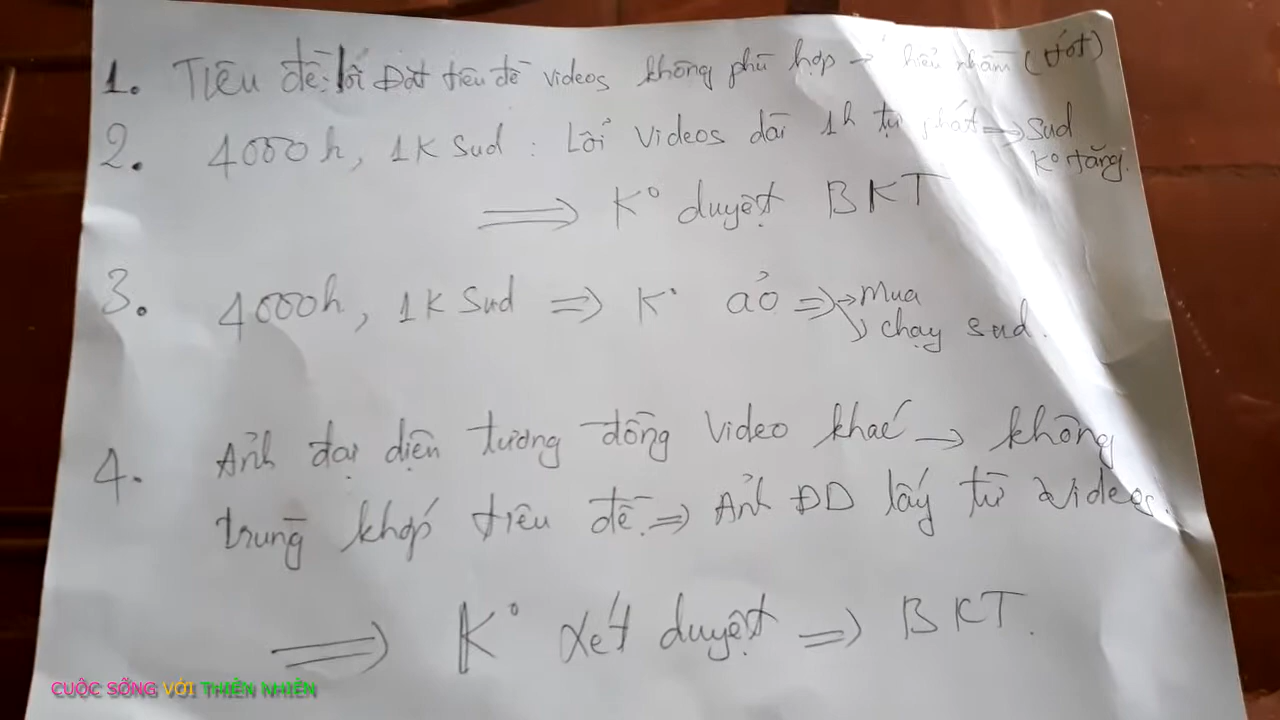 1. Tiêu đề: lỗi Đặt tiêu đề videos không phù hợp → hiểu nhầm (ớt)
2. 4000h, 1K Sud : Lỗi Videos dài 1h tự phát ⇒ Sud
K° tăng.
⇒ K° duyệt BKT
3. 4000h, 1K Sud ⇒ K° ảo ⇒ → Mua
↘ chạy sud.
4. Ảnh đại diện tương đồng Video khác → không
trùng khớp tiêu đề. ⇒ Ảnh ĐD lấy từ Videos.
⇒ K° xét duyệt ⇒ BKT.
CUỘC SỐNG VỚI THIÊN NHIÊN